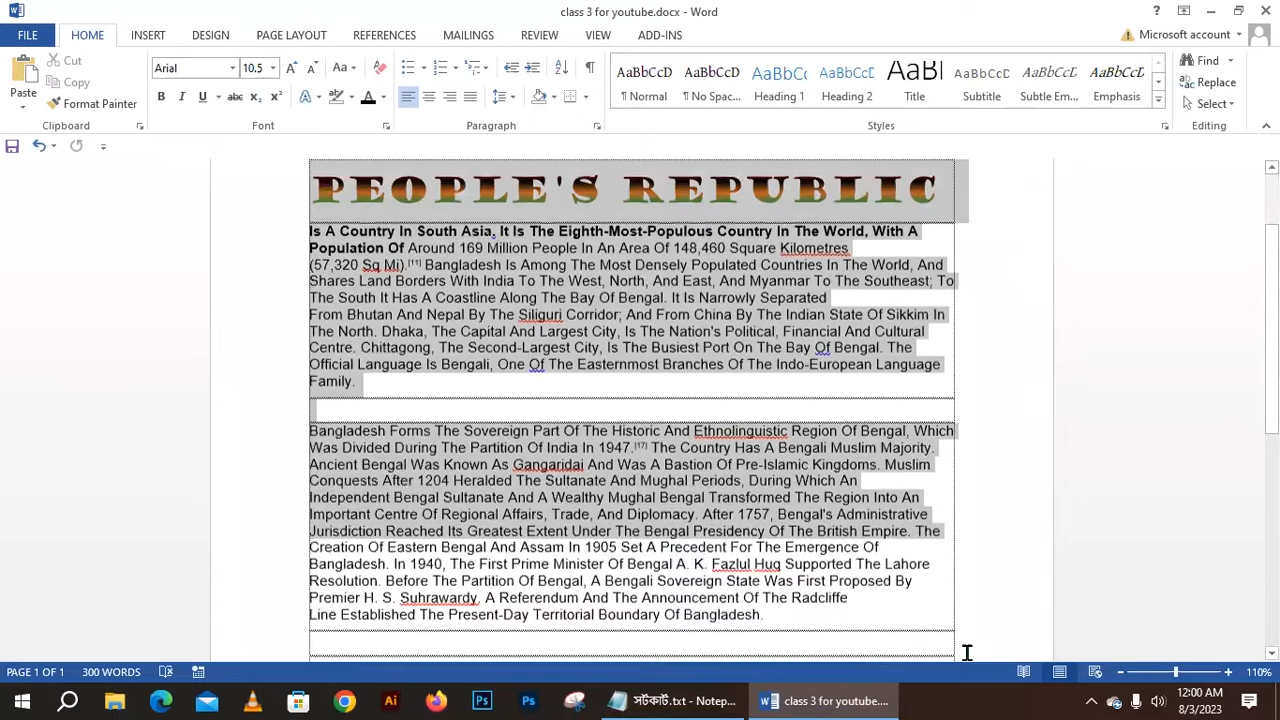 class 3 for youtube.docx - Word
?
FILE
HOME
INSERT
DESIGN
PAGE LAYOUT
REFERENCES
MAILINGS
REVIEW
VIEW
ADD-INS
Microsoft account
Cut
Copy
Paste
Format Painter
Clipboard
Arial
10.5
Font
Paragraph
AaBbCcD AaBbCcD AaBbCc AaBbCcD AaBl AaBbCcD AaBbCcD AaBbCcD
¶ Normal ¶ No Spac... Heading 1 Heading 2 Title Subtitle Subtle Em... Emphasis
Styles
Find
Replace
Select
Editing
PEOPLE'S REPUBLIC
Is A Country In South Asia, It Is The Eighth-Most-Populous Country In The World, With A
Population Of Around 169 Million People In An Area Of 148,460 Square Kilometres
(57,320 Sq Mi).[11] Bangladesh Is Among The Most Densely Populated Countries In The World, And
Shares Land Borders With India To The West, North, And East, And Myanmar To The Southeast; To
The South It Has A Coastline Along The Bay Of Bengal. It Is Narrowly Separated
From Bhutan And Nepal By The Siliguri Corridor; And From China By The Indian State Of Sikkim In
The North. Dhaka, The Capital And Largest City, Is The Nation's Political, Financial And Cultural
Centre. Chittagong, The Second-Largest City, Is The Busiest Port On The Bay Of Bengal. The
Official Language Is Bengali, One Of The Easternmost Branches Of The Indo-European Language
Family.
Bangladesh Forms The Sovereign Part Of The Historic And Ethnolinguistic Region Of Bengal, Which
Was Divided During The Partition Of India In 1947.[17] The Country Has A Bengali Muslim Majority.
Ancient Bengal Was Known As Gangaridai And Was A Bastion Of Pre-Islamic Kingdoms. Muslim
Conquests After 1204 Heralded The Sultanate And Mughal Periods, During Which An
Independent Bengal Sultanate And A Wealthy Mughal Bengal Transformed The Region Into An
Important Centre Of Regional Affairs, Trade, And Diplomacy. After 1757, Bengal's Administrative
Jurisdiction Reached Its Greatest Extent Under The Bengal Presidency Of The British Empire. The
Creation Of Eastern Bengal And Assam In 1905 Set A Precedent For The Emergence Of
Bangladesh. In 1940, The First Prime Minister Of Bengal A. K. Fazlul Huq Supported The Lahore
Resolution. Before The Partition Of Bengal, A Bengali Sovereign State Was First Proposed By
Premier H. S. Suhrawardy. A Referendum And The Announcement Of The Radcliffe
Line Established The Present-Day Territorial Boundary Of Bangladesh.
PAGE 1 OF 1
300 WORDS
110%
সর্টকার্ট.txt - Notep...
class 3 for youtube....
12:00 AM
8/3/2023